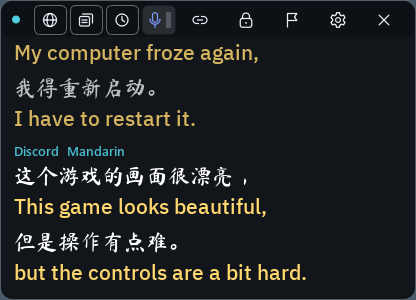 My computer froze again,
我得重新启动。
I have to restart it.
Discord Mandarin
这个游戏的画面很漂亮，
This game looks beautiful,
但是操作有点难。
but the controls are a bit hard.